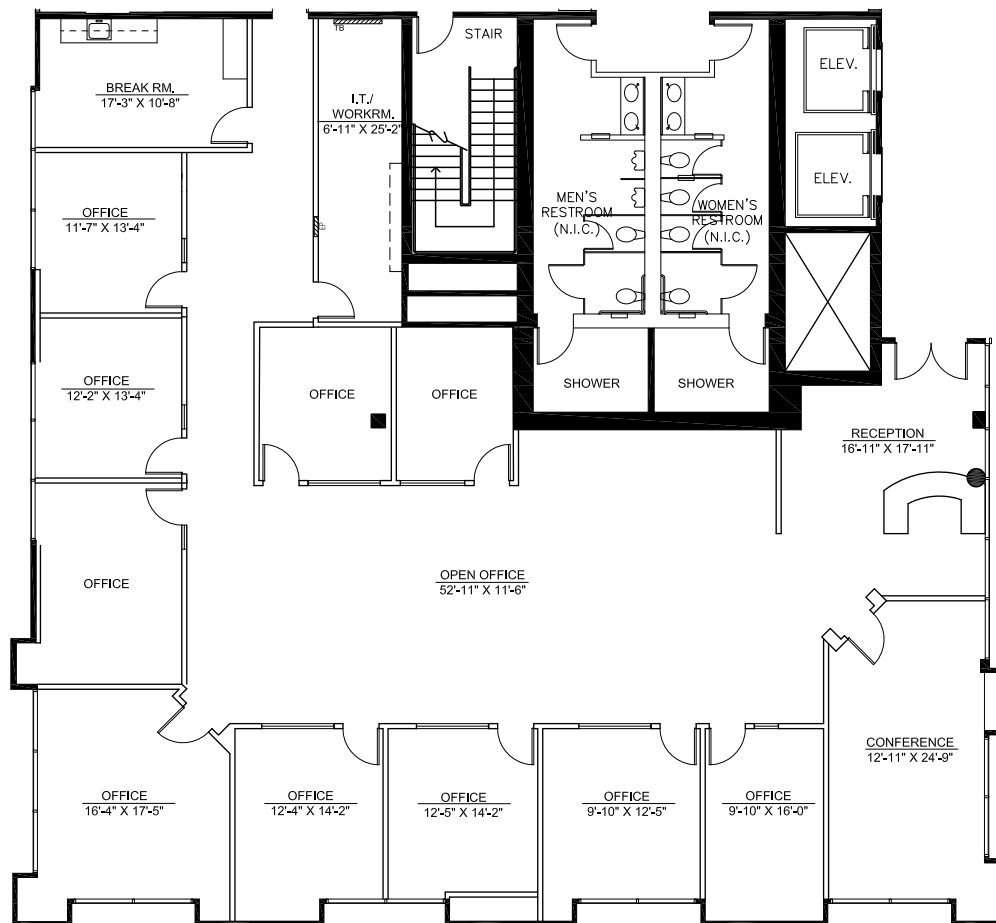 TB
STAIR
ELEV.
BREAK RM.
17'-3" X 10'-8"
I.T./
WORKRM.
6'-11" X 25'-2"
ELEV.
MEN'S
RESTROOM
(N.I.C.)
WOMEN'S
RESTROOM
(N.I.C.)
OFFICE
11'-7" X 13'-4"
EP
OFFICE
12'-2" X 13'-4"
OFFICE
OFFICE
SHOWER
SHOWER
RECEPTION
16'-11" X 17'-11"
OFFICE
OPEN OFFICE
52'-11" X 11'-6"
CONFERENCE
12'-11" X 24'-9"
OFFICE
16'-4" X 17'-5"
OFFICE
12'-4" X 14'-2"
OFFICE
12'-5" X 14'-2"
OFFICE
9'-10" X 12'-5"
OFFICE
9'-10" X 16'-0"